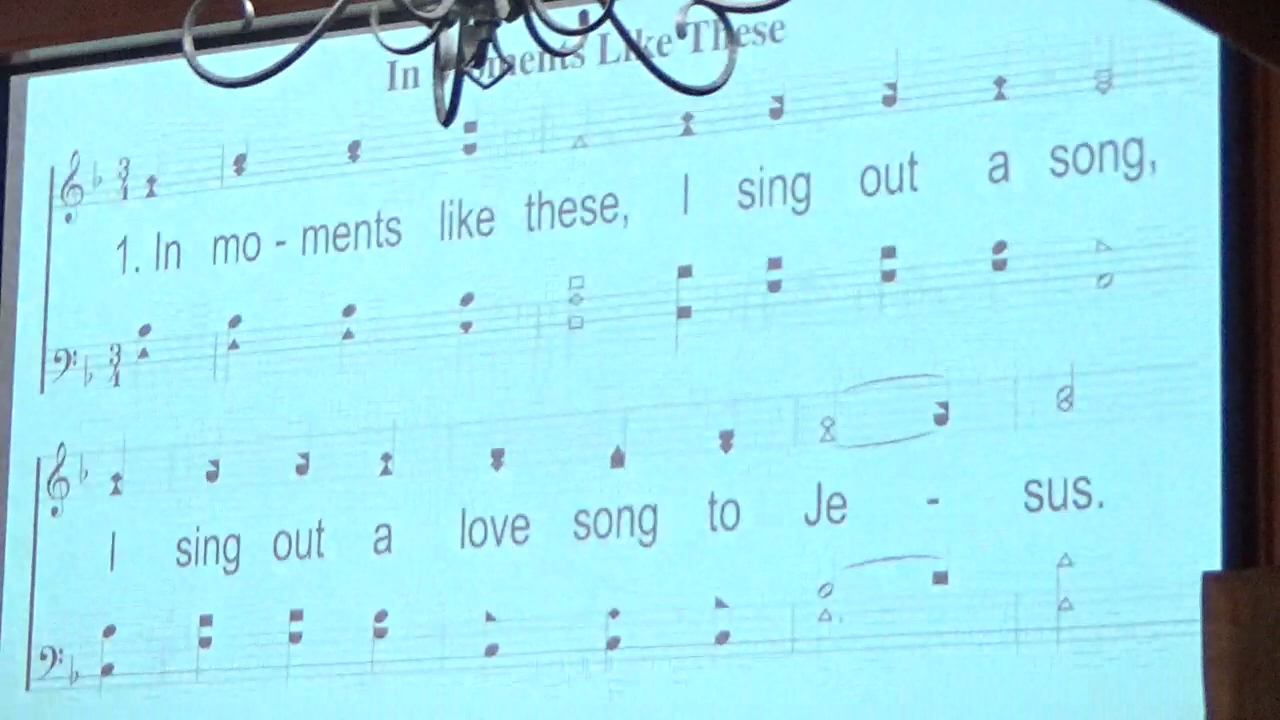 In Moments Like These
1. In mo - ments like these, I sing out a song,
I sing out a love song to Je - sus.